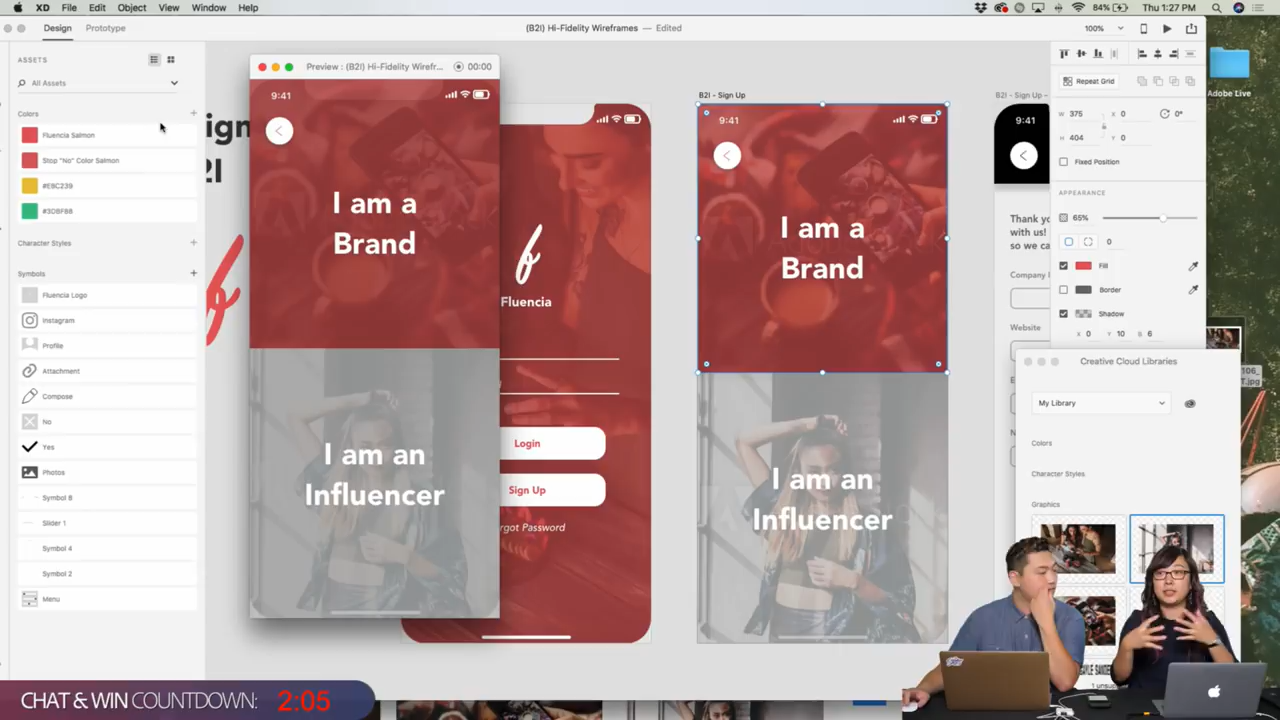 XD File Edit Object View Window Help
84% Thu 1:27 PM
Design Prototype
(B2I) Hi-Fidelity Wireframes — Edited
100%
ASSETS
All Assets
Colors
Fluencia Salmon
Stop "No" Color Salmon
#E8C239
#3DBF88
Character Styles
Symbols
Fluencia Logo
Instagram
Profile
Attachment
Compose
No
Yes
Photos
Symbol 8
Slider 1
Symbol 4
Symbol 2
Menu
Preview : (B2I) Hi-Fidelity Wirefr... 00:00
9:41
I am a
Brand
I am an
Influencer
Fluencia
Login
Sign Up
rgot Password
B2I - Sign Up
9:41
I am a
Brand
I am an
Influencer
B2I - Sign Up -
9:41
Thank yo
with us!
so we ca
Company
Website
Repeat Grid
W 375 X 0 0°
H 404 Y 0
Fixed Position
APPEARANCE
65%
0
Fill
Border
Shadow
X 0 Y 10 B 6
Adobe Live
Creative Cloud Libraries
My Library
Colors
Character Styles
Graphics
106_
T.jpg
CHAT & WIN COUNTDOWN: 2:05